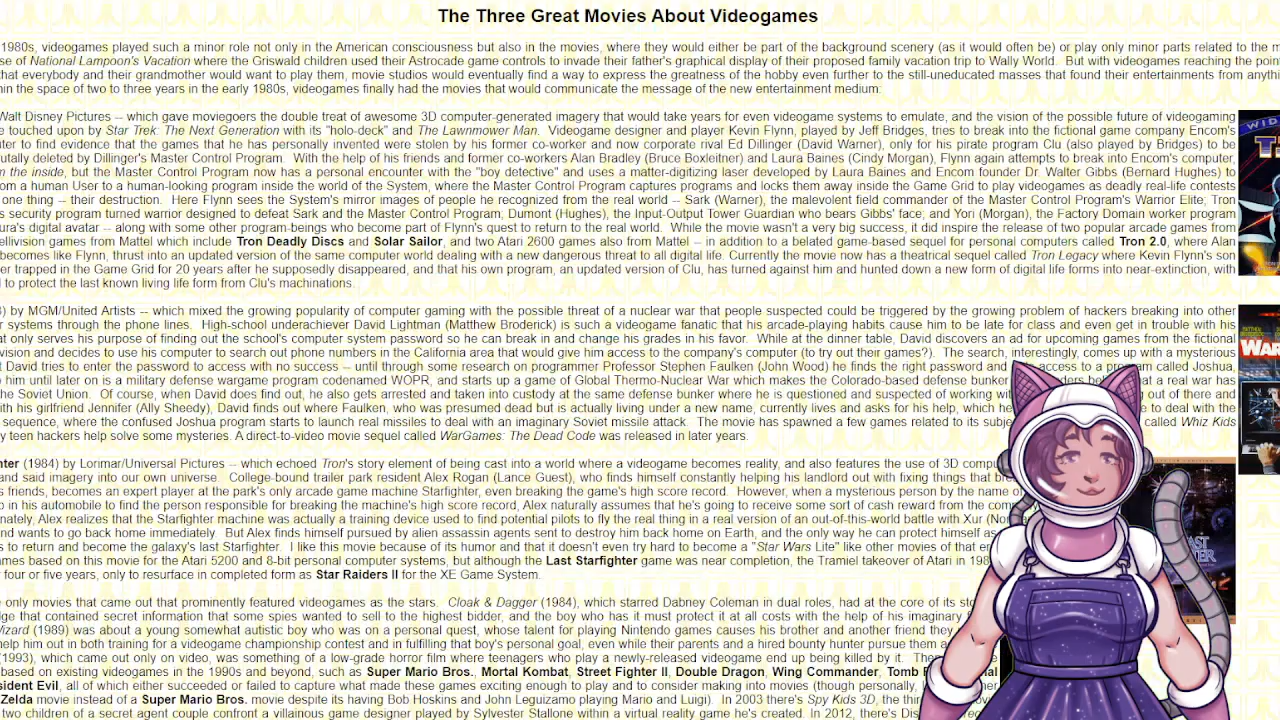 The Three Great Movies About Videogames
1980s, videogames played such a minor role not only in the American consciousness but also in the movies, where they would either be part of the background scenery (as it would often be) or play only minor parts related to the m
se of National Lampoon's Vacation where the Griswald children used their Astrocade game controls to invade their father's graphical display of their proposed family vacation trip to Wally World. But with videogames reaching the poin
that everybody and their grandmother would want to play them, movie studios would eventually find a way to express the greatness of the hobby even further to the still-uneducated masses that found their entertainments from anythi
in the space of two to three years in the early 1980s, videogames finally had the movies that would communicate the message of the new entertainment medium:
Walt Disney Pictures -- which gave moviegoers the double treat of awesome 3D computer-generated imagery that would take years for even videogame systems to emulate, and the vision of the possible future of videogaming
e touched upon by Star Trek: The Next Generation with its "holo-deck" and The Lawnmower Man. Videogame designer and player Kevin Flynn, played by Jeff Bridges, tries to break into the fictional game company Encom's
ter to find evidence that the games that he has personally invented were stolen by his former co-worker and now corporate rival Ed Dillinger (David Warner), only for his pirate program Clu (also played by Bridges) to be
utally deleted by Dillinger's Master Control Program. With the help of his friends and former co-workers Alan Bradley (Bruce Boxleitner) and Laura Baines (Cindy Morgan), Flynn again attempts to break into Encom's computer,
m the inside, but the Master Control Program now has a personal encounter with the "boy detective" and uses a matter-digitizing laser developed by Laura Baines and Encom founder Dr. Walter Gibbs (Bernard Hughes) to
om a human User to a human-looking program inside the world of the System, where the Master Control Program captures programs and locks them away inside the Game Grid to play videogames as deadly real-life contests
one thing -- their destruction. Here Flynn sees the System's mirror images of people he recognized from the real world -- Sark (Warner), the malevolent field commander of the Master Control Program's Warrior Elite; Tron
s security program turned warrior designed to defeat Sark and the Master Control Program; Dumont (Hughes), the Input-Output Tower Guardian who bears Gibbs' face; and Yori (Morgan), the Factory Domain worker program
ura's digital avatar -- along with some other program-beings who become part of Flynn's quest to return to the real world. While the movie wasn't a very big success, it did inspire the release of two popular arcade games from
ellivision games from Mattel which include Tron Deadly Discs and Solar Sailor, and two Atari 2600 games also from Mattel -- in addition to a belated game-based sequel for personal computers called Tron 2.0, where Alan
becomes like Flynn, thrust into an updated version of the same computer world dealing with a new dangerous threat to all digital life. Currently the movie now has a theatrical sequel called Tron Legacy where Kevin Flynn's son
er trapped in the Game Grid for 20 years after he supposedly disappeared, and that his own program, an updated version of Clu, has turned against him and hunted down a new form of digital life forms into near-extinction, with
l to protect the last known living life form from Clu's machinations.
3) by MGM/United Artists -- which mixed the growing popularity of computer gaming with the possible threat of a nuclear war that people suspected could be triggered by the growing problem of hackers breaking into other
r systems through the phone lines. High-school underachiever David Lightman (Matthew Broderick) is such a videogame fanatic that his arcade-playing habits cause him to be late for class and even get in trouble with his
at only serves his purpose of finding out the school's computer system password so he can break in and change his grades in his favor. While at the dinner table, David discovers an ad for upcoming games from the fictional
vision and decides to use his computer to search out phone numbers in the California area that would give him access to the company's computer (to try out their games?). The search, interestingly, comes up with a mysterious
t David tries to enter the password to access with no success -- until through some research on programmer Professor Stephen Faulken (John Wood) he finds the right password and access to a program called Joshua,
o him until later on is a military defense wargame program codenamed WOPR, and starts up a game of Global Thermo-Nuclear War which makes the Colorado-based defense bunker at a real war has
the Soviet Union. Of course, when David does find out, he also gets arrested and taken into custody at the same defense bunker where he is questioned and suspected of working wit out of there and
ith his girlfriend Jennifer (Ally Sheedy), David finds out where Faulken, who was presumed dead but is actually living under a new name, currently lives and asks for his help, which he e to deal with the
sequence, where the confused Joshua program starts to launch real missiles to deal with an imaginary Soviet missile attack. The movie has spawned a few games related to its subje called Whiz Kids
y teen hackers help solve some mysteries. A direct-to-video movie sequel called WarGames: The Dead Code was released in later years.
hter (1984) by Lorimar/Universal Pictures -- which echoed Tron's story element of being cast into a world where a videogame becomes reality, and also features the use of 3D compu
and said imagery into our own universe. College-bound trailer park resident Alex Rogan (Lance Guest), who finds himself constantly helping his landlord out with fixing things that bre
s friends, becomes an expert player at the park's only arcade game machine Starfighter, even breaking the game's high score record. However, when a mysterious person by the name o
p in his automobile to find the person responsible for breaking the machine's high score record, Alex naturally assumes that he's going to receive some sort of cash reward from the com
nately, Alex realizes that the Starfighter machine was actually a training device used to find potential pilots to fly the real thing in a real version of an out-of-this-world battle with Xur (Nor
and wants to go back home immediately. But Alex finds himself pursued by alien assassin agents sent to destroy him back home on Earth, and the only way he can protect himself as
s to return and become the galaxy's last Starfighter. I like this movie because of its humor and that it doesn't even try hard to become a "Star Wars Lite" like other movies of that er
mes based on this movie for the Atari 5200 and 8-bit personal computer systems, but although the Last Starfighter game was near completion, the Tramiel takeover of Atari in 198
four or five years, only to resurface in completed form as Star Raiders II for the XE Game System.
e only movies that came out that prominently featured videogames as the stars. Cloak & Dagger (1984), which starred Dabney Coleman in dual roles, had at the core of its sto
dge that contained secret information that some spies wanted to sell to the highest bidder, and the boy who has it must protect it at all costs with the help of his imaginary
Wizard (1989) was about a young somewhat autistic boy who was on a personal quest, whose talent for playing Nintendo games causes his brother and another friend they
help him out in both training for a videogame championship contest and in fulfilling that boy's personal goal, even while their parents and a hired bounty hunter pursue them a
(1993), which came out only on video, was something of a low-grade horror film where teenagers who play a newly-released videogame end up being killed by it. The
based on existing videogames in the 1990s and beyond, such as Super Mario Bros., Mortal Kombat, Street Fighter II, Double Dragon, Wing Commander, Tomb
sident Evil, all of which either succeeded or failed to capture what made these games exciting enough to play and to consider making into movies (though personally,
Zelda movie instead of a Super Mario Bros. movie despite its having Bob Hoskins and John Leguizamo playing Mario and Luigi). In 2003 there's Spy Kids 3D, the thir
two children of a secret agent couple confront a villainous game designer played by Sylvester Stallone within virtual reality game he's created. In 2012, there's Dis